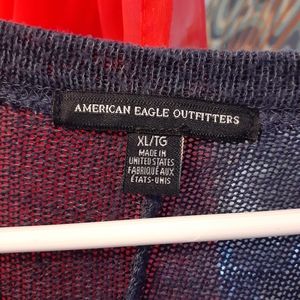 AMERICAN EAGLE OUTFITTERS
XL/TG
MADE IN
UNITED STATES
FABRIQUÉ AUX
ÉTATS-UNIS